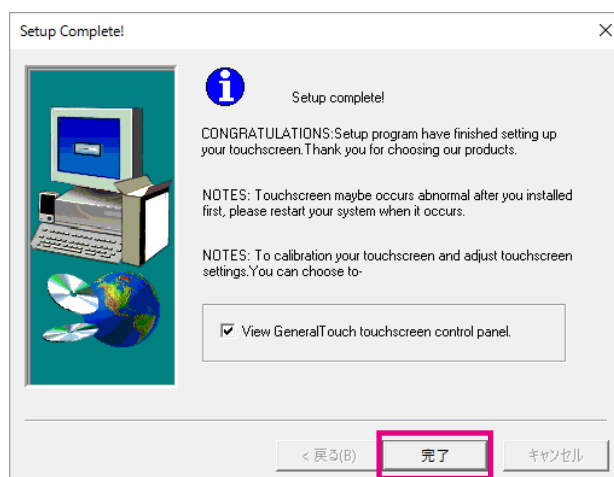 Setup Complete!
Setup complete!
CONGRATULATIONS:Setup program have finished setting up
your touchscreen.Thank you for choosing our products.
NOTES: Touchscreen maybe occurs abnormal after you installed
first, please restart your system when it occurs.
NOTES: To calibration your touchscreen and adjust touchscreen
settings.You can choose to-
View GeneralTouch touchscreen control panel.
< 戻る(B)
完了
キャンセル